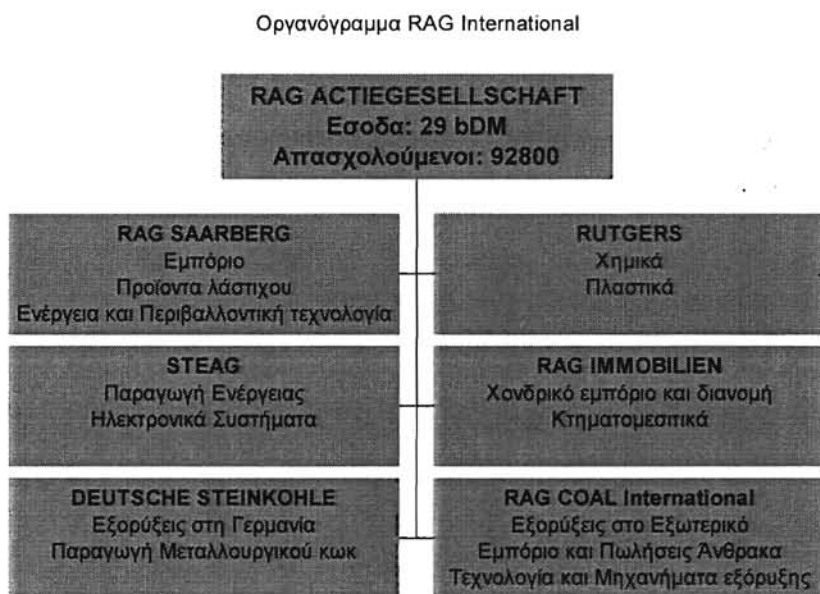 Οργανόγραμμα RAG International
RAG ACTIEGESELLSCHAFT
Εσοδα: 29 bDM
Απασχολούμενοι: 92800
RAG SAARBERG
Εμπόριο
Προϊοντα λάστιχου
Ενέργεια και Περιβαλλοντική τεχνολογία
RUTGERS
Χημικά
Πλαστικά
STEAG
Παραγωγή Ενέργειας
Ηλεκτρονικά Συστήματα
RAG IMMOBILIEN
Χονδρικό εμπόριο και διανομή
Κτηματομεσιτικά
DEUTSCHE STEINKOHLE
Εξορύξεις στη Γερμανία
Παραγωγή Μεταλλουργικού κωκ
RAG COAL International
Εξορύξεις στο Εξωτερικό
Εμπόριο και Πωλήσεις Άνθρακα
Τεχνολογία και Μηχανήματα εξόρυξης